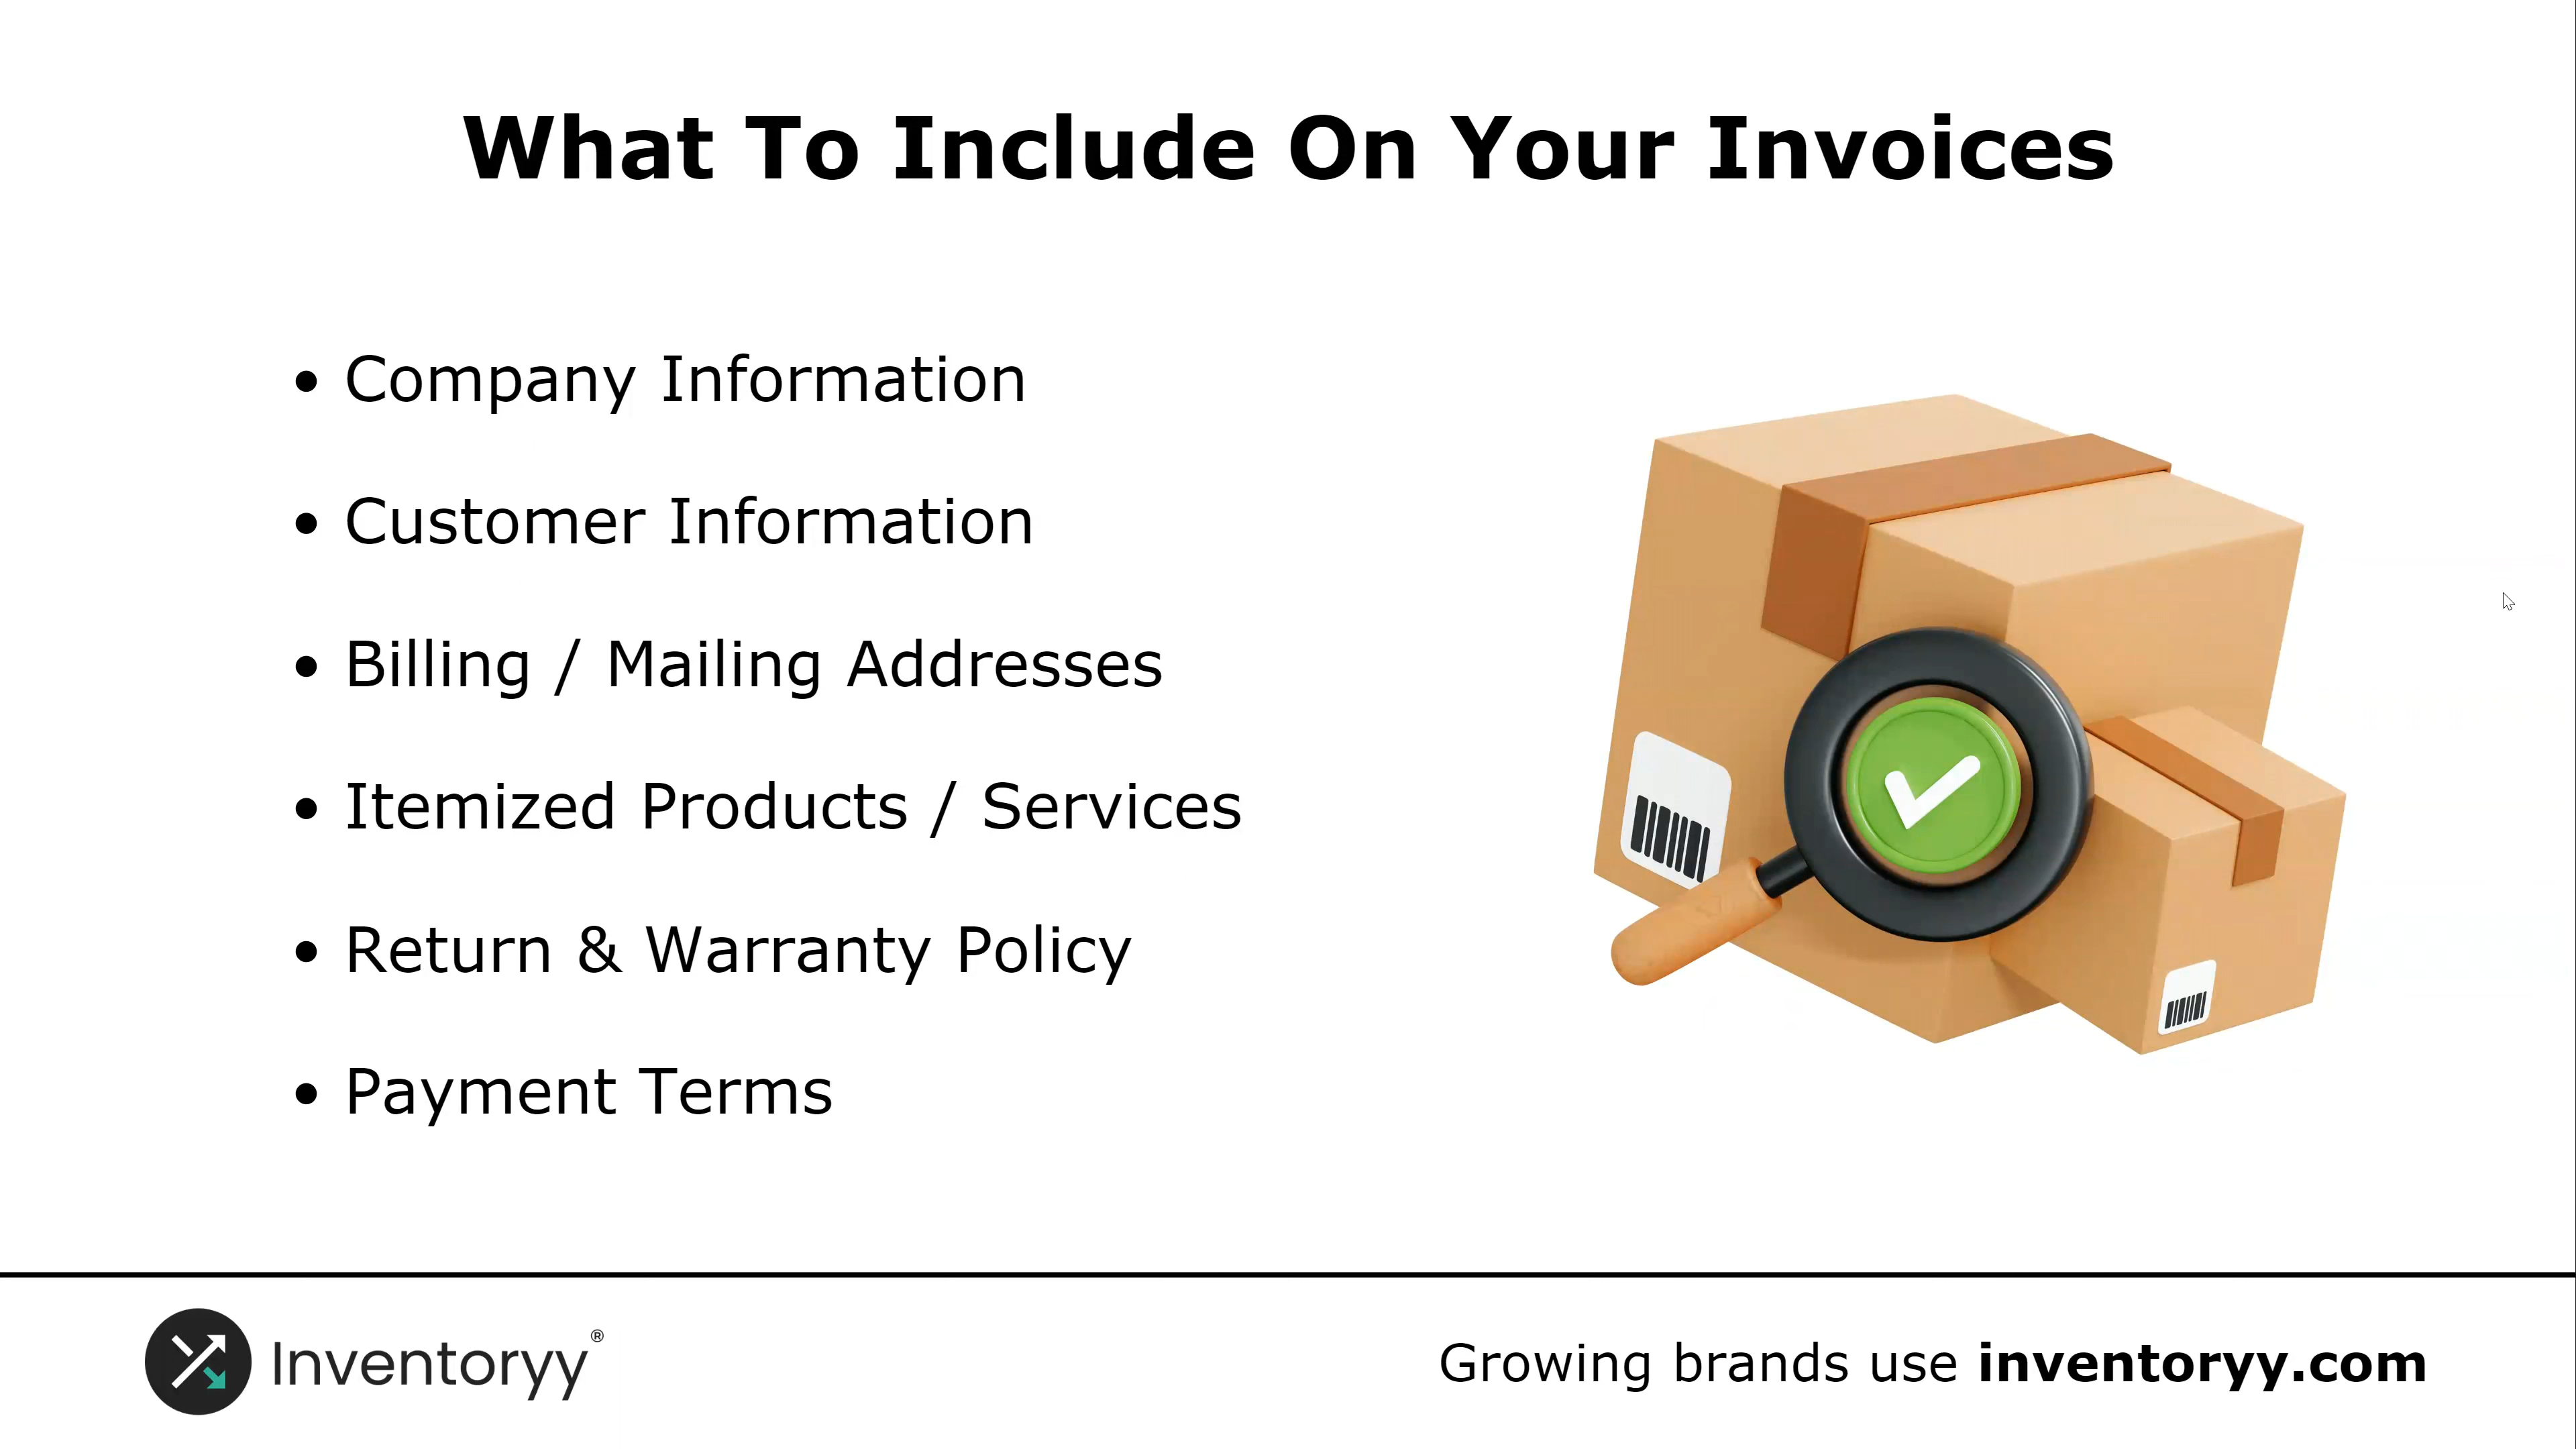 What To Include On Your Invoices
• Company Information
• Customer Information
• Billing / Mailing Addresses
• Itemized Products / Services
• Return & Warranty Policy
• Payment Terms
Inventoryy®
Growing brands use inventoryy.com